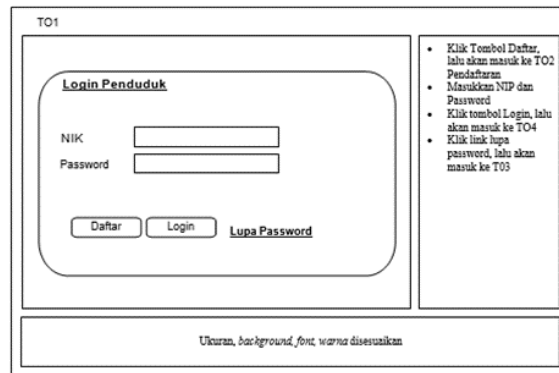 TO1
Login Penduduk
NIK
Password
Daftar
Login
Lupa Password
• Klik Tombol Daftar,
lalu akan masuk ke TO2
Pendaftaran
• Masukkan NIP dan
Password
• Klik tombol Login, lalu
akan masuk ke TO4
• Klik link lupa
password, lalu akan
masuk ke T03
Ukuran, background, font, warna disesuaikan